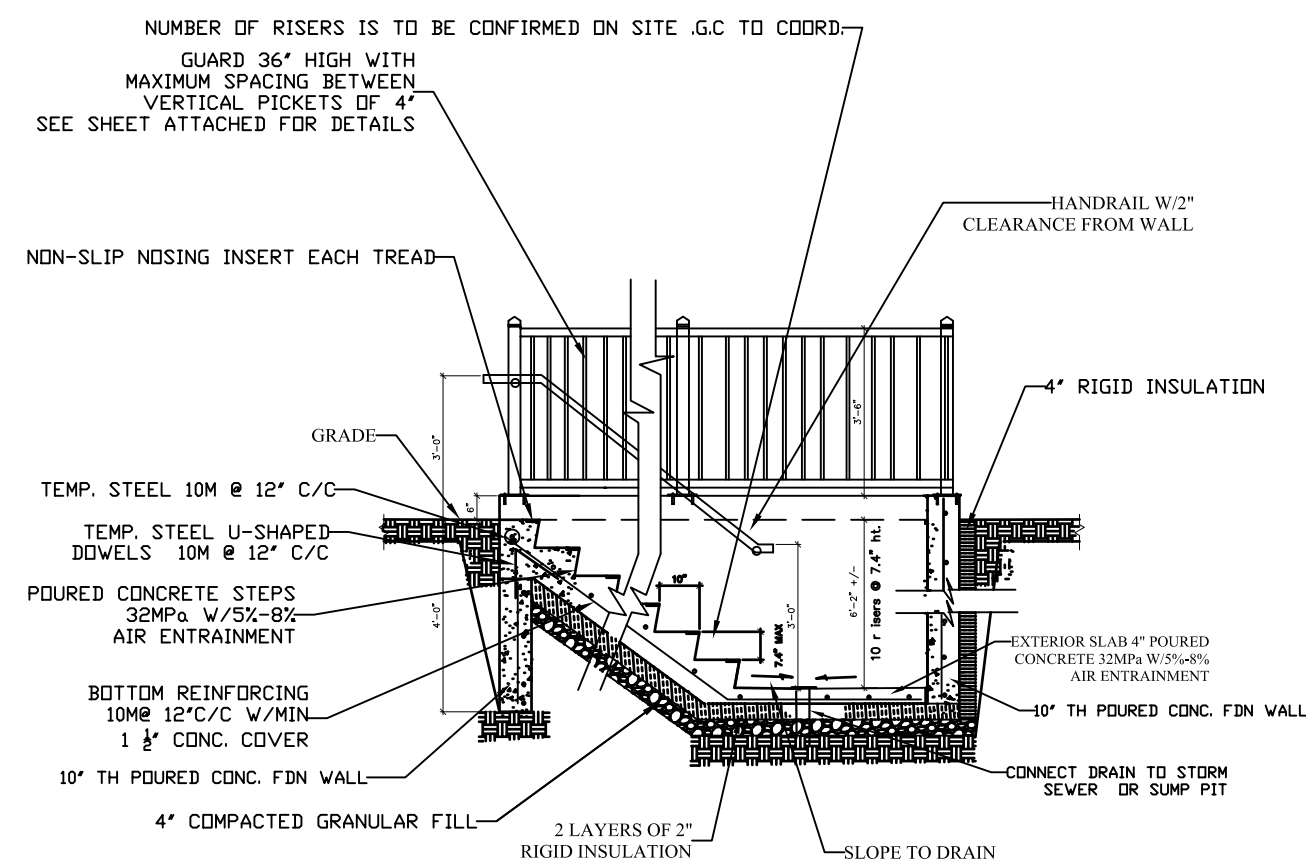 NUMBER OF RISERS IS TO BE CONFIRMED ON SITE .G.C TO COORD.
GUARD 36" HIGH WITH
MAXIMUM SPACING BETWEEN
VERTICAL PICKETS OF 4"
SEE SHEET ATTACHED FOR DETAILS
HANDRAIL W/2"
CLEARANCE FROM WALL
NON-SLIP NOSING INSERT EACH TREAD
4" RIGID INSULATION
3'-6"
3'-0"
GRADE
TEMP. STEEL 10M @ 12" C/C
6"
TEMP. STEEL U-SHAPED
DOWELS 10M @ 12" C/C
POURED CONCRETE STEPS
32MPa W/5%-8%
AIR ENTRAINMENT
4'-0"
10"
7.4" MAX
3'-0"
6'-2" +/-
10 r isers @ 7.4" ht.
EXTERIOR SLAB 4" POURED
CONCRETE 32MPa W/5%-8%
AIR ENTRAINMENT
BOTTOM REINFORCING
10M@ 12"C/C W/MIN
1 1/2" CONC. COVER
10" TH POURED CONC. FDN WALL
10" TH POURED CONC. FDN WALL
CONNECT DRAIN TO STORM
SEWER OR SUMP PIT
4" COMPACTED GRANULAR FILL
2 LAYERS OF 2"
RIGID INSULATION
SLOPE TO DRAIN